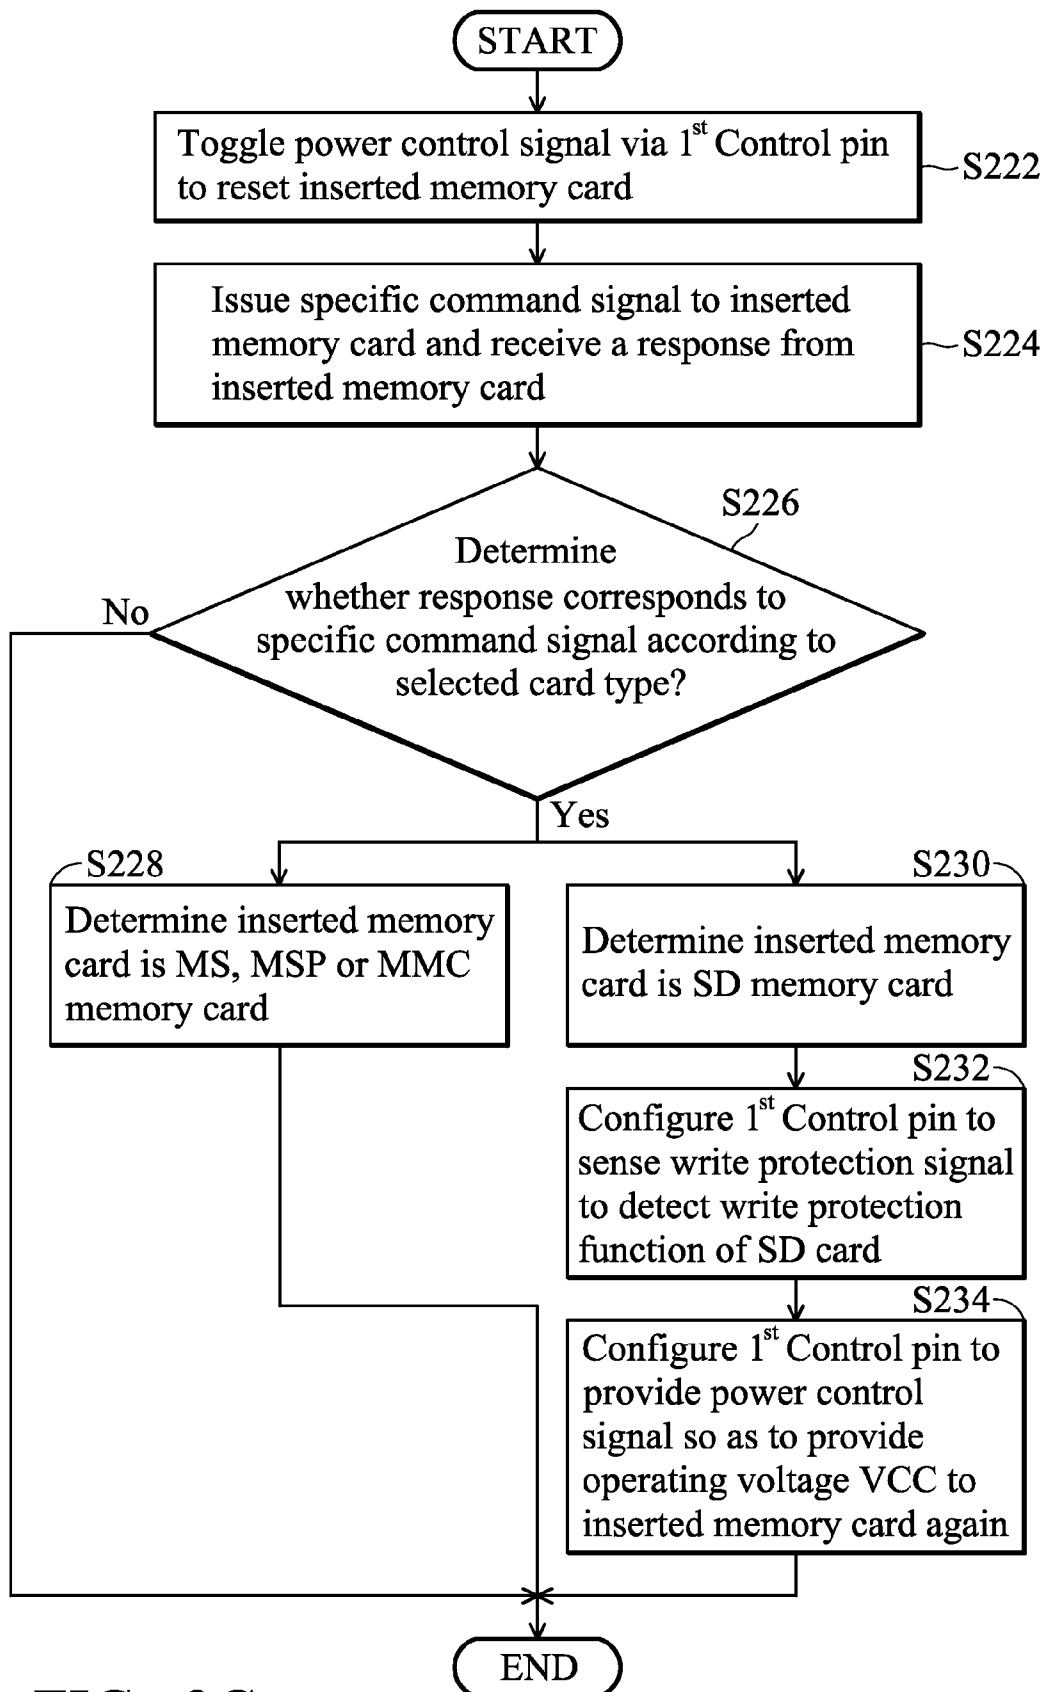 START
Toggle power control signal via 1st Control pin
to reset inserted memory card
S222
Issue specific command signal to inserted
memory card and receive a response from
inserted memory card
S224
S226
Determine
whether response corresponds to
specific command signal according to
selected card type?
No
Yes
S228
Determine inserted memory
card is MS, MSP or MMC
memory card
S230
Determine inserted memory
card is SD memory card
S232
Configure 1st Control pin to
sense write protection signal
to detect write protection
function of SD card
S234
Configure 1st Control pin to
provide power control
signal so as to provide
operating voltage VCC to
inserted memory card again
END